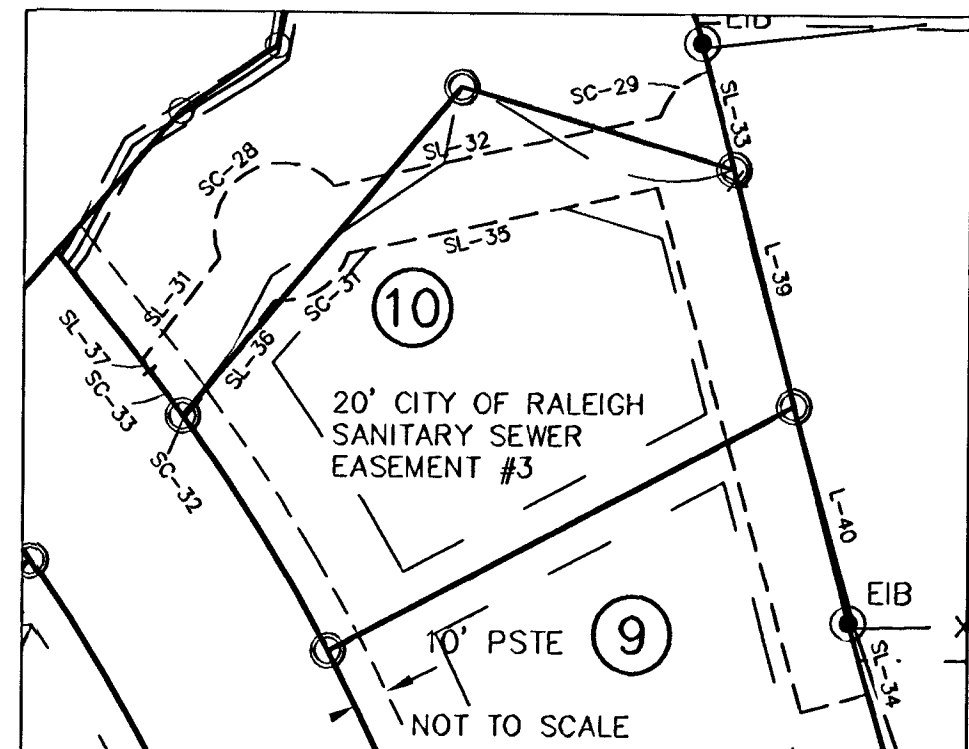 EIB
SC-29
SL-33
SL-32
SC-28
SL-35
L-39
SL-31
SC-31
10
SL-37
SL-36
SC-33
20' CITY OF RALEIGH
SANITARY SEWER
EASEMENT #3
SC-32
L-40
EIB
10' PSTE
9
SL-34
NOT TO SCALE